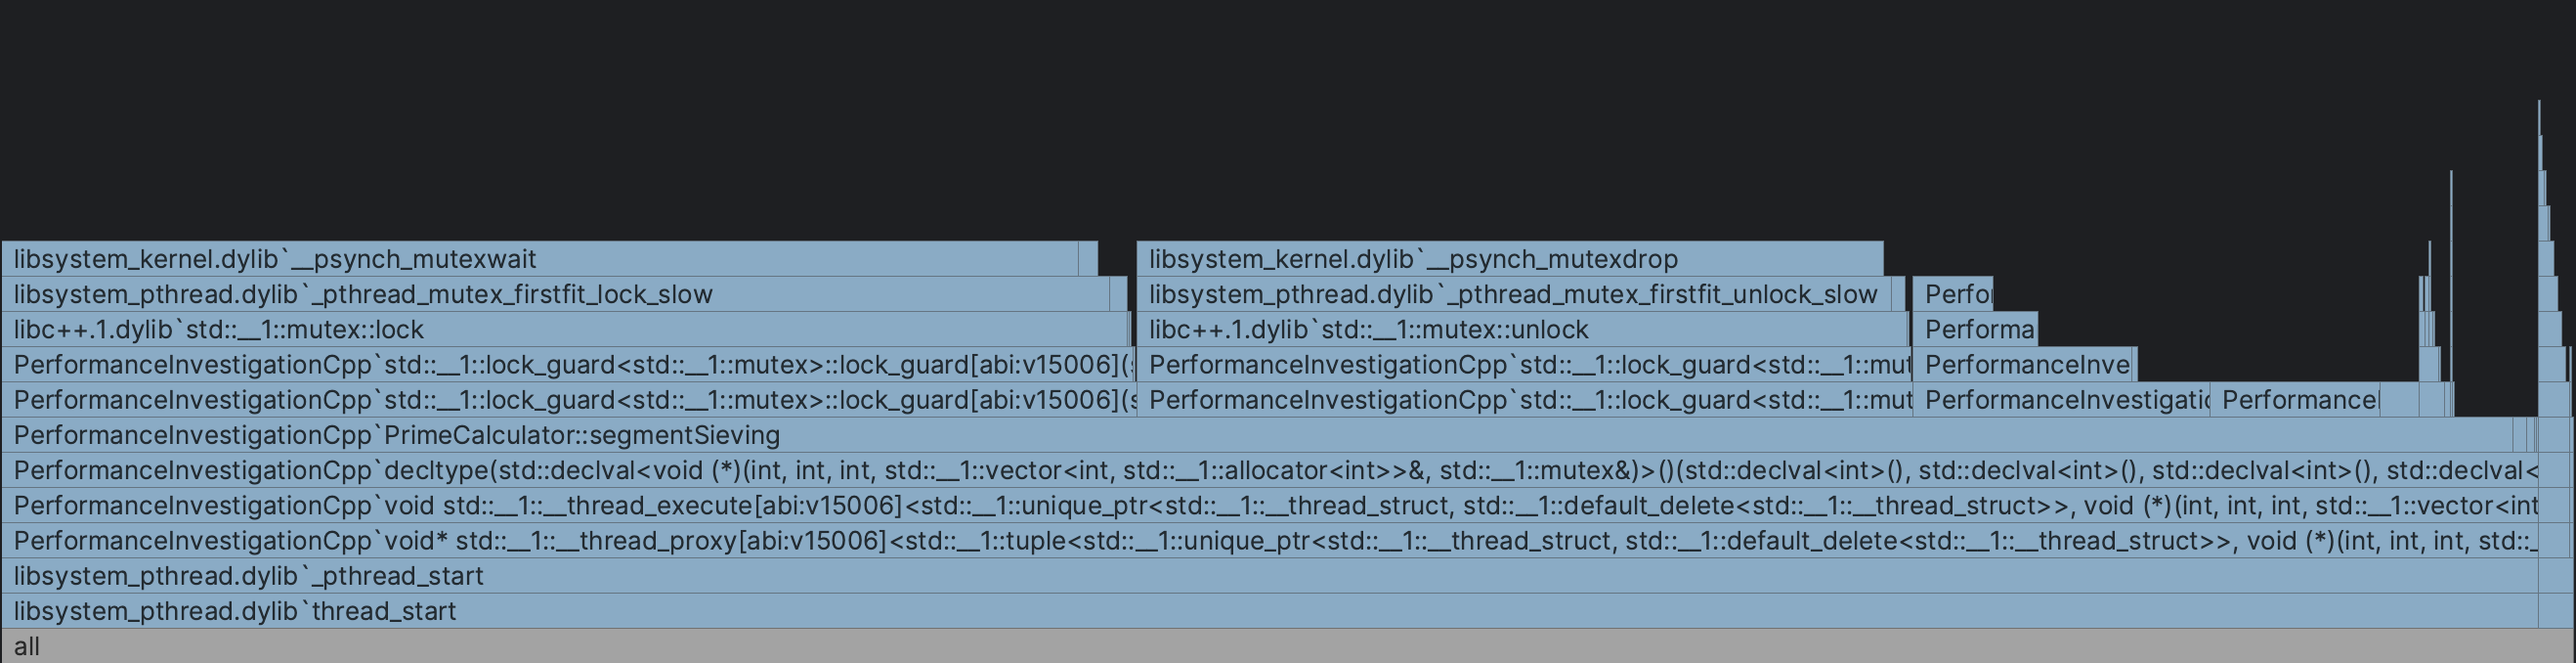 libsystem_kernel.dylib`__psynch_mutexwait libsystem_kernel.dylib`__psynch_mutexdrop
libsystem_pthread.dylib`_pthread_mutex_firstfit_lock_slow libsystem_pthread.dylib`_pthread_mutex_firstfit_unlock_slow Perfo
libc++.1.dylib`std::__1::mutex::lock libc++.1.dylib`std::__1::mutex::unlock Performa
PerformanceInvestigationCpp`std::__1::lock_guard<std::__1::mutex>::lock_guard[abi:v15006]( PerformanceInvestigationCpp`std::__1::lock_guard<std::__1::mut PerformanceInve
PerformanceInvestigationCpp`std::__1::lock_guard<std::__1::mutex>::lock_guard[abi:v15006](s PerformanceInvestigationCpp`std::__1::lock_guard<std::__1::mut PerformanceInvestigatio Performance
PerformanceInvestigationCpp`PrimeCalculator::segmentSieving
PerformanceInvestigationCpp`decltype(std::declval<void (*)(int, int, int, std::__1::vector<int, std::__1::allocator<int>>&, std::__1::mutex&)>()(std::declval<int>(), std::declval<int>(), std::declval<int>(), std::declval<
PerformanceInvestigationCpp`void std::__1::__thread_execute[abi:v15006]<std::__1::unique_ptr<std::__1::__thread_struct, std::__1::default_delete<std::__1::__thread_struct>>, void (*)(int, int, int, std::__1::vector<int
PerformanceInvestigationCpp`void* std::__1::__thread_proxy[abi:v15006]<std::__1::tuple<std::__1::unique_ptr<std::__1::__thread_struct, std::__1::default_delete<std::__1::__thread_struct>>, void (*)(int, int, int, std::_
libsystem_pthread.dylib`_pthread_start
libsystem_pthread.dylib`thread_start
all